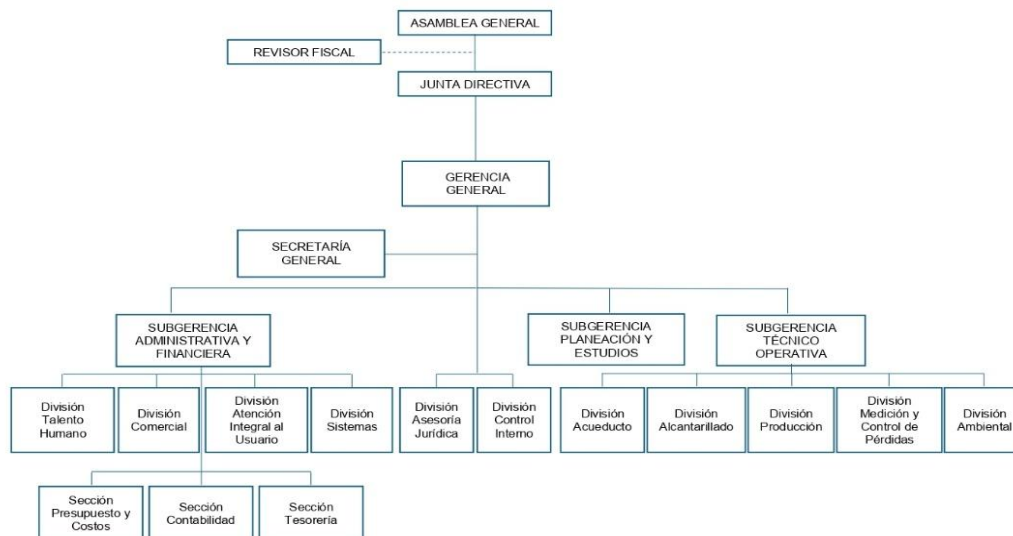 ASAMBLEA GENERAL
REVISOR FISCAL
JUNTA DIRECTIVA
GERENCIA
GENERAL
SECRETARÍA
GENERAL
SUBGERENCIA
ADMINISTRATIVA Y
FINANCIERA
SUBGERENCIA
PLANEACIÓN Y
ESTUDIOS
SUBGERENCIA
TÉCNICO
OPERATIVA
División
Talento
Humano
División
Comercial
División
Atención
Integral al
Usuario
División
Sistemas
División
Asesoría
Jurídica
División
Control
Interno
División
Acueducto
División
Alcantarillado
División
Producción
División
Medición y
Control de
Pérdidas
División
Ambiental
Sección
Presupuesto y
Costos
Sección
Contabilidad
Sección
Tesorería